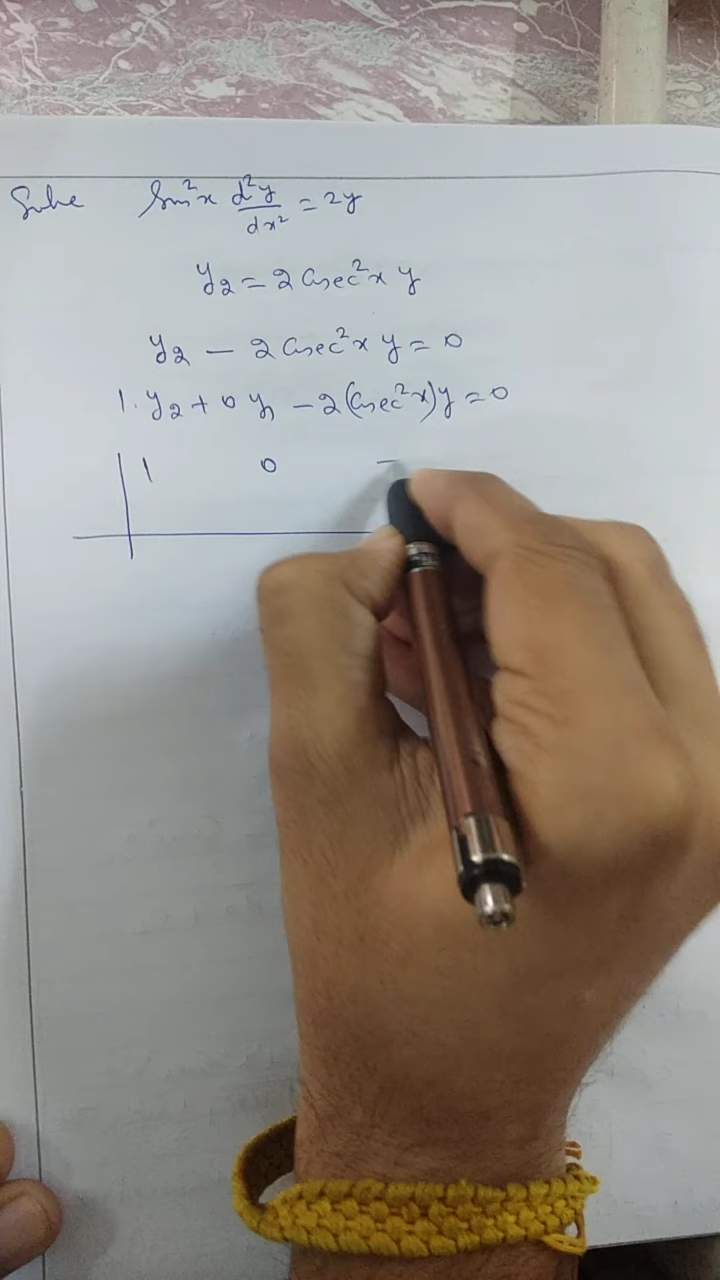 Solve sin²x d²y/dx² = 2y
y₂ = 2 Cosec²x y
y₂ – 2 Cosec²x y = 0
1. y₂ + 0 y₁ – 2(Cosec²x)y = 0
1 0 –